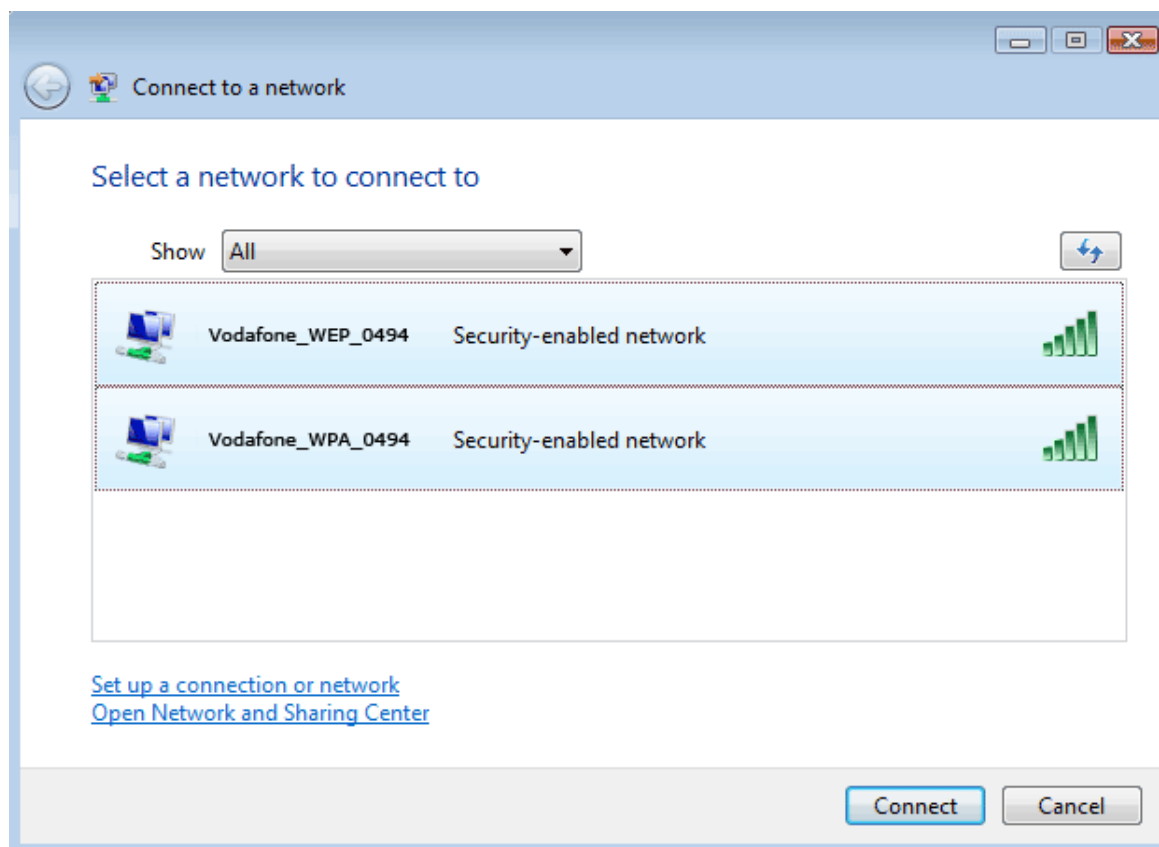 Connect to a network
Select a network to connect to
Show All
Vodafone_WEP_0494 Security-enabled network
Vodafone_WPA_0494 Security-enabled network
Set up a connection or network
Open Network and Sharing Center
Connect Cancel